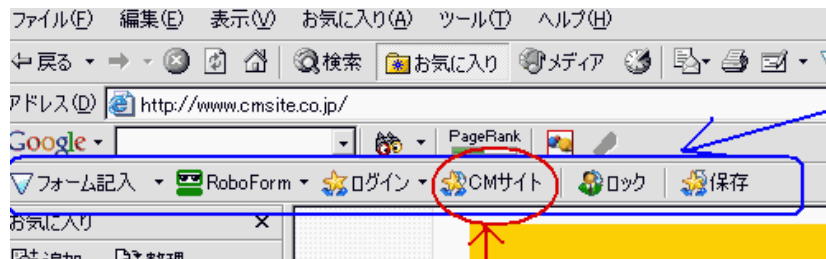 ファイル(F) 編集(E) 表示(V) お気に入り(A) ツール(T) ヘルプ(H)
戻る 検索 お気に入り メディア
アドレス(D) http://www.cmsite.co.jp/
Google PageRank
フォーム記入 RoboForm ログイン CMサイト ロック 保存
お気に入り ×
追加 整理